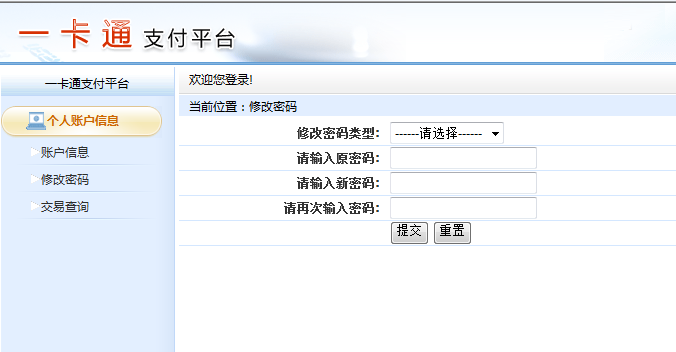 一卡通 支付平台
一卡通支付平台
个人账户信息
账户信息
修改密码
交易查询
欢迎您登录!
当前位置：修改密码
修改密码类型： ------请选择------
请输入原密码：
请输入新密码：
请再次输入密码：
提交 重置